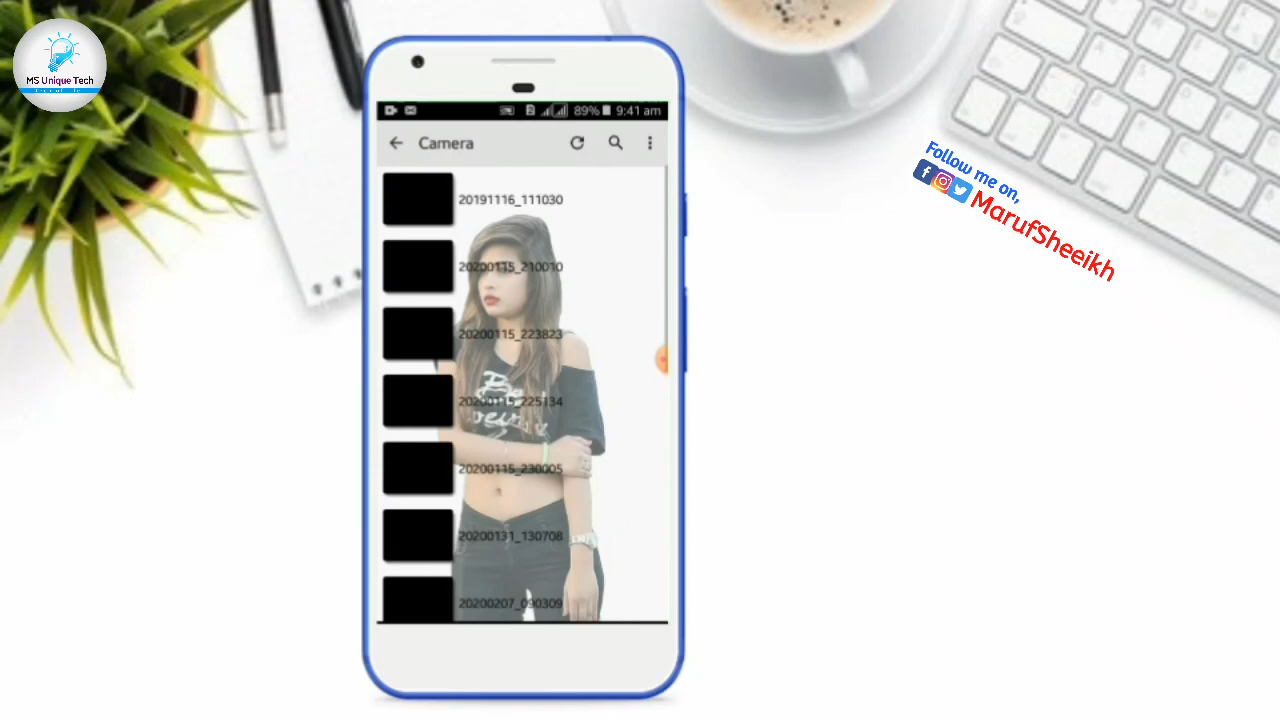 MS Unique Tech
89% 9:41 am
Camera
20191116_111030
20200115_210010
20200115_223823
20200115_225134
20200115_230005
20200131_130708
20200207_090309
Follow me on,
MarufSheeikh